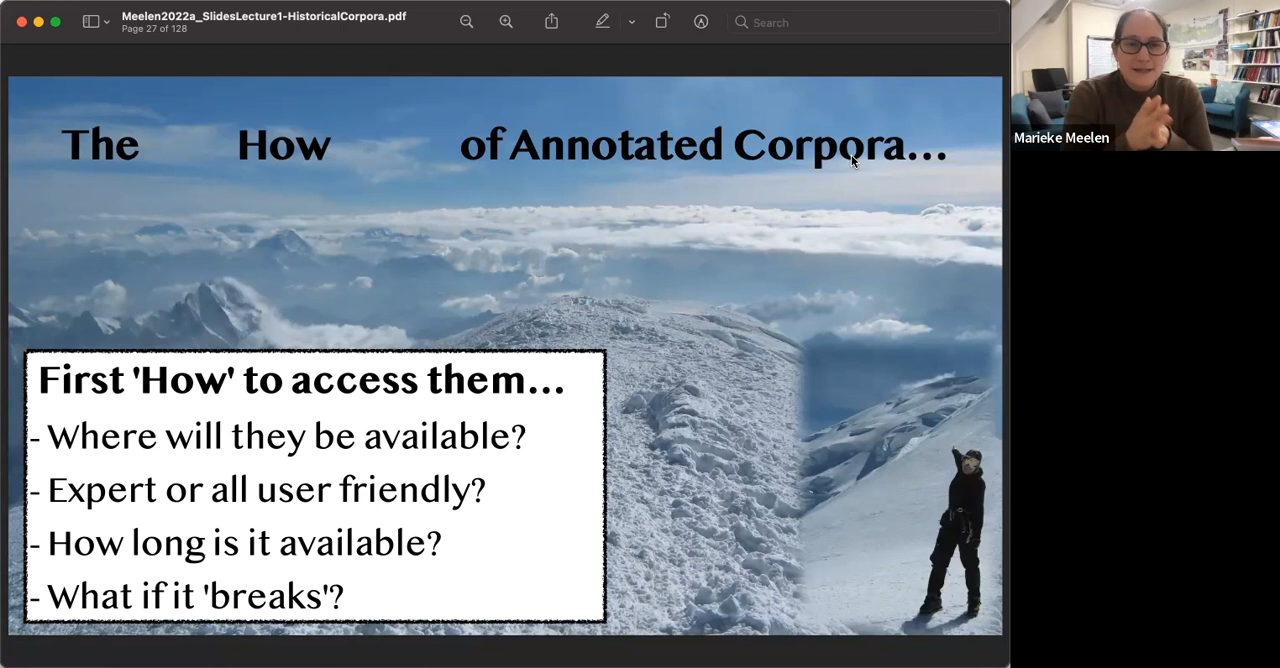 Meelen2022a_SlidesLecture1-HistoricalCorpora.pdf
Page 27 of 128
Search
Marieke Meelen
The How of Annotated Corpora...
First 'How' to access them...
- Where will they be available?
- Expert or all user friendly?
- How long is it available?
- What if it 'breaks'?